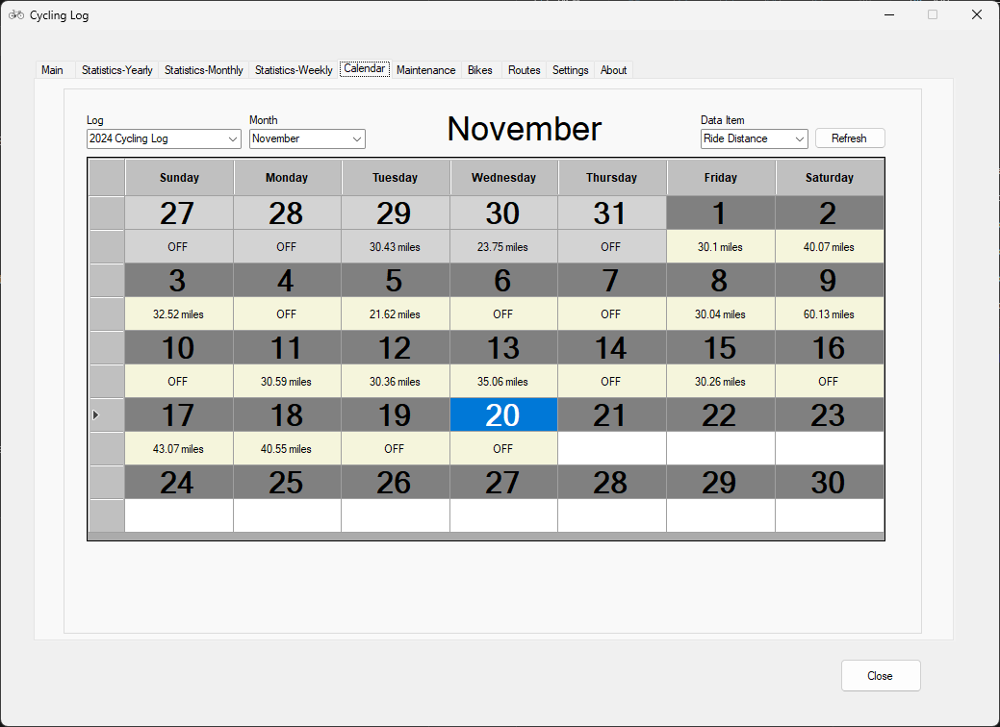 Cycling Log
Main Statistics-Yearly Statistics-Monthly Statistics-Weekly Calendar Maintenance Bikes Routes Settings About
Log Month November Data Item
2024 Cycling Log November Ride Distance Refresh
Sunday Monday Tuesday Wednesday Thursday Friday Saturday
27 28 29 30 31 1 2
OFF OFF 30.43 miles 23.75 miles OFF 30.1 miles 40.07 miles
3 4 5 6 7 8 9
32.52 miles OFF 21.62 miles OFF OFF 30.04 miles 60.13 miles
10 11 12 13 14 15 16
OFF 30.59 miles 30.36 miles 35.06 miles OFF 30.26 miles OFF
17 18 19 20 21 22 23
43.07 miles 40.55 miles OFF OFF
24 25 26 27 28 29 30
Close